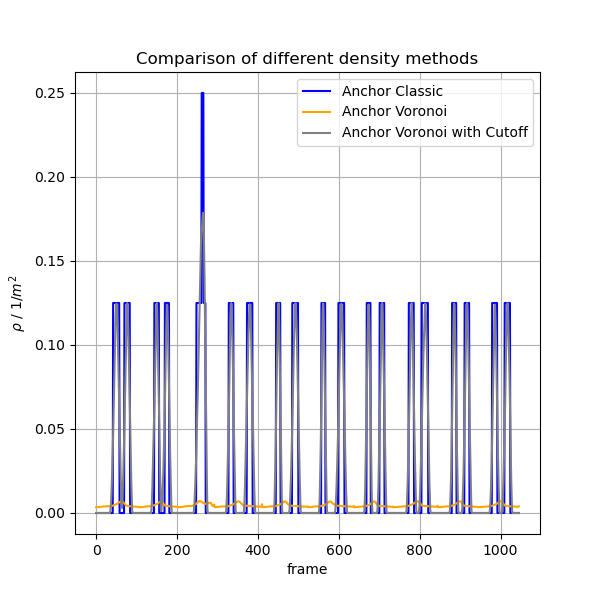 Comparison of different density methods
Anchor Classic
Anchor Voronoi
Anchor Voronoi with Cutoff
ρ / 1/m²
0.25
0.20
0.15
0.10
0.05
0.00
0 200 400 600 800 1000
frame